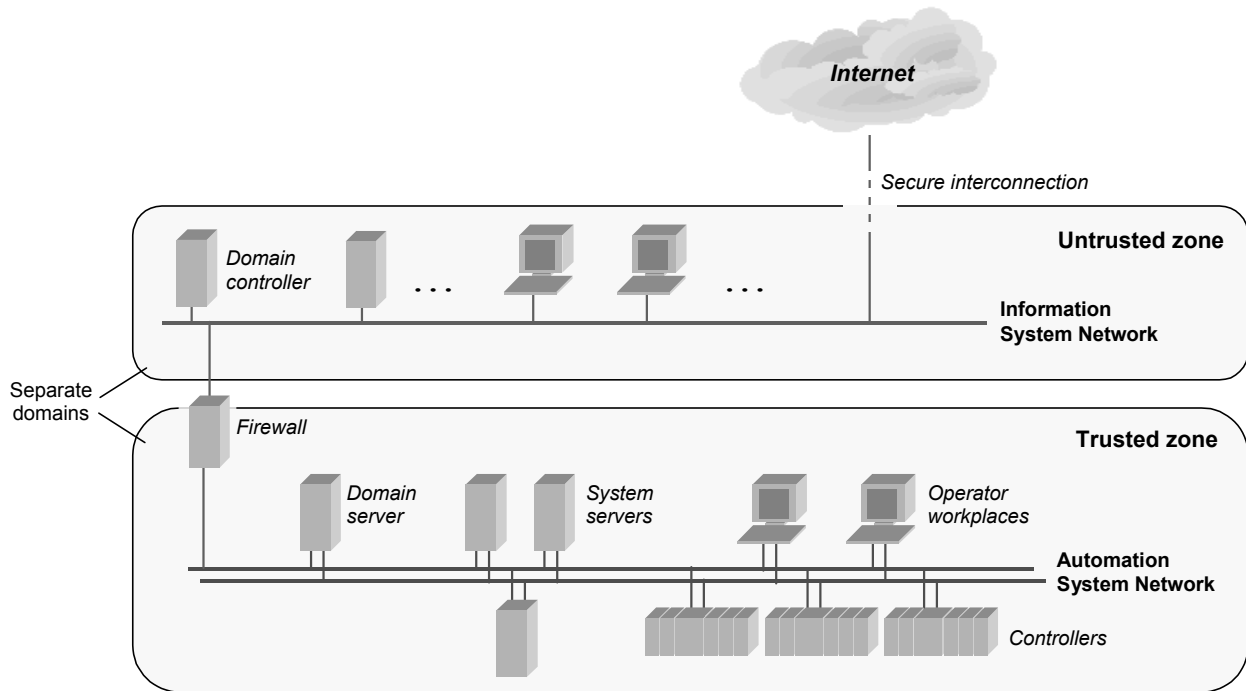 Internet
Secure interconnection
Untrusted zone
Domain
controller
. . .
. . .
Information
System Network
Separate
domains
Firewall
Trusted zone
Domain
server
System
servers
Operator
workplaces
Automation
System Network
Controllers